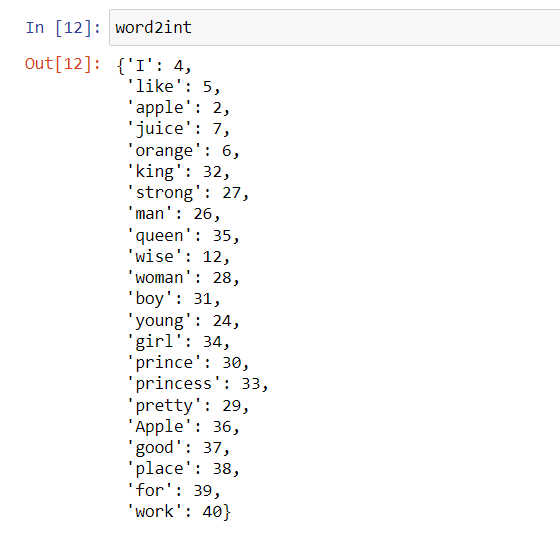 In [12]: word2int
Out[12]: {'I': 4,
'like': 5,
'apple': 2,
'juice': 7,
'orange': 6,
'king': 32,
'strong': 27,
'man': 26,
'queen': 35,
'wise': 12,
'woman': 28,
'boy': 31,
'young': 24,
'girl': 34,
'prince': 30,
'princess': 33,
'pretty': 29,
'Apple': 36,
'good': 37,
'place': 38,
'for': 39,
'work': 40}